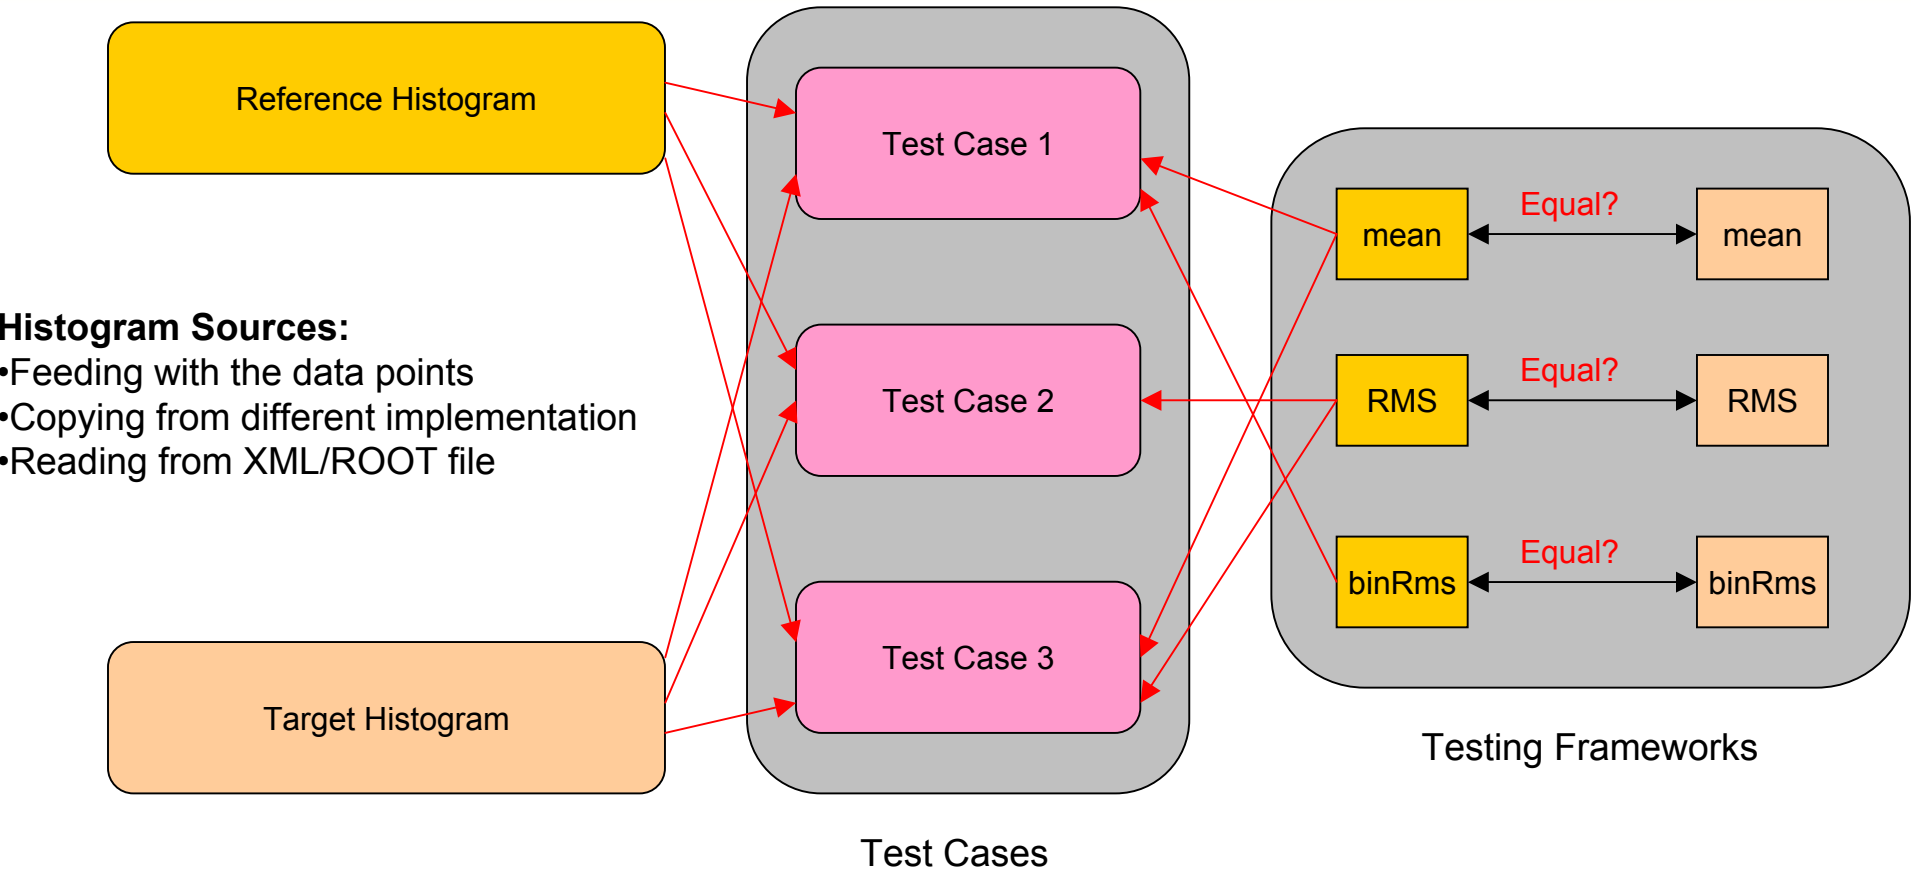 Reference Histogram
Histogram Sources:
•Feeding with the data points
•Copying from different implementation
•Reading from XML/ROOT file
Target Histogram
Test Case 1
Test Case 2
Test Case 3
Test Cases
mean
Equal?
mean
RMS
Equal?
RMS
binRms
Equal?
binRms
Testing Frameworks